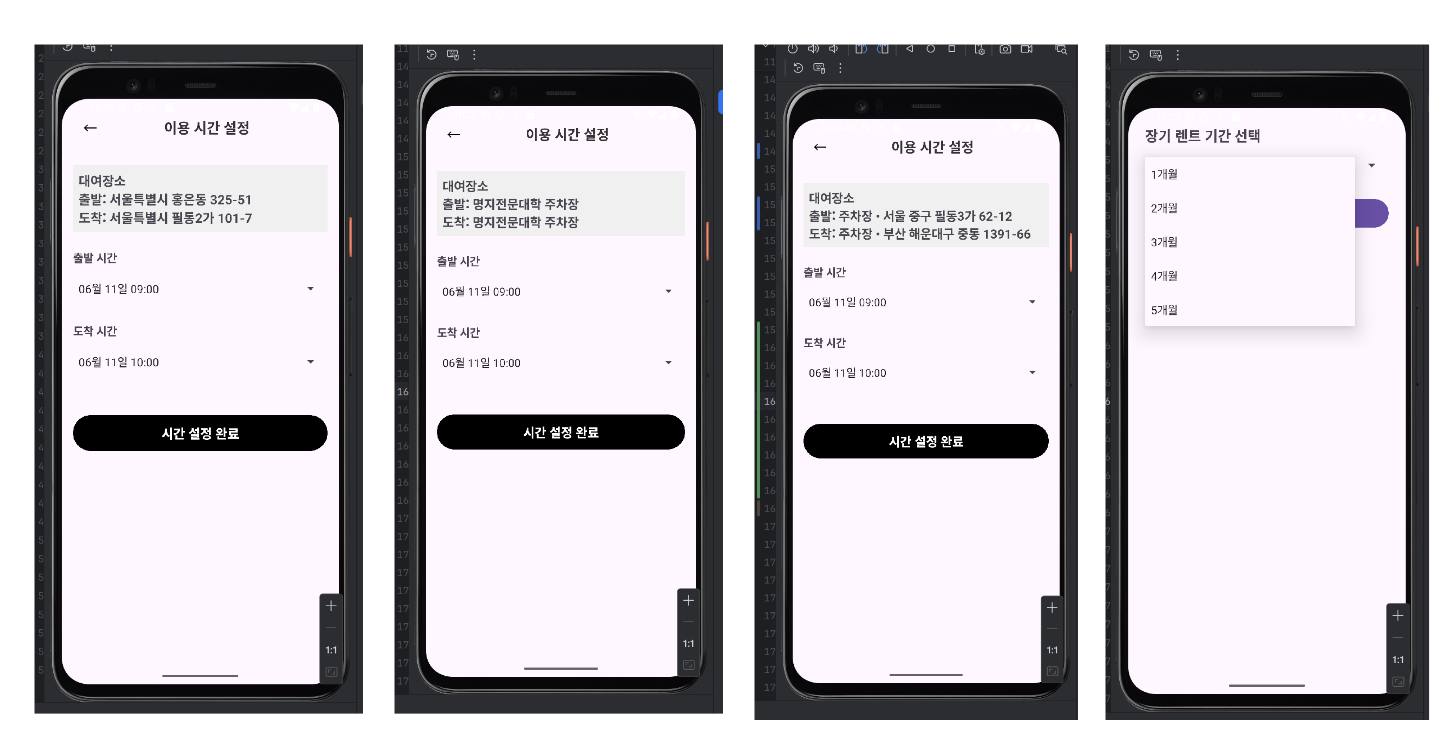 이용 시간 설정
대여장소
출발: 서울특별시 홍은동 325-51
도착: 서울특별시 필동2가 101-7
출발 시간
06월 11일 09:00
도착 시간
06월 11일 10:00
시간 설정 완료
1:1
이용 시간 설정
대여장소
출발: 명지전문대학 주차장
도착: 명지전문대학 주차장
출발 시간
06월 11일 09:00
도착 시간
06월 11일 10:00
시간 설정 완료
1:1
이용 시간 설정
대여장소
출발: 주차장 • 서울 중구 필동3가 62-12
도착: 주차장 • 부산 해운대구 중동 1391-66
출발 시간
06월 11일 09:00
도착 시간
06월 11일 10:00
시간 설정 완료
1:1
장기 렌트 기간 선택
1개월
2개월
3개월
4개월
5개월
1:1